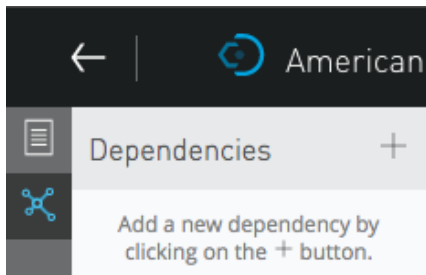 American
Dependencies
Add a new dependency by
clicking on the + button.